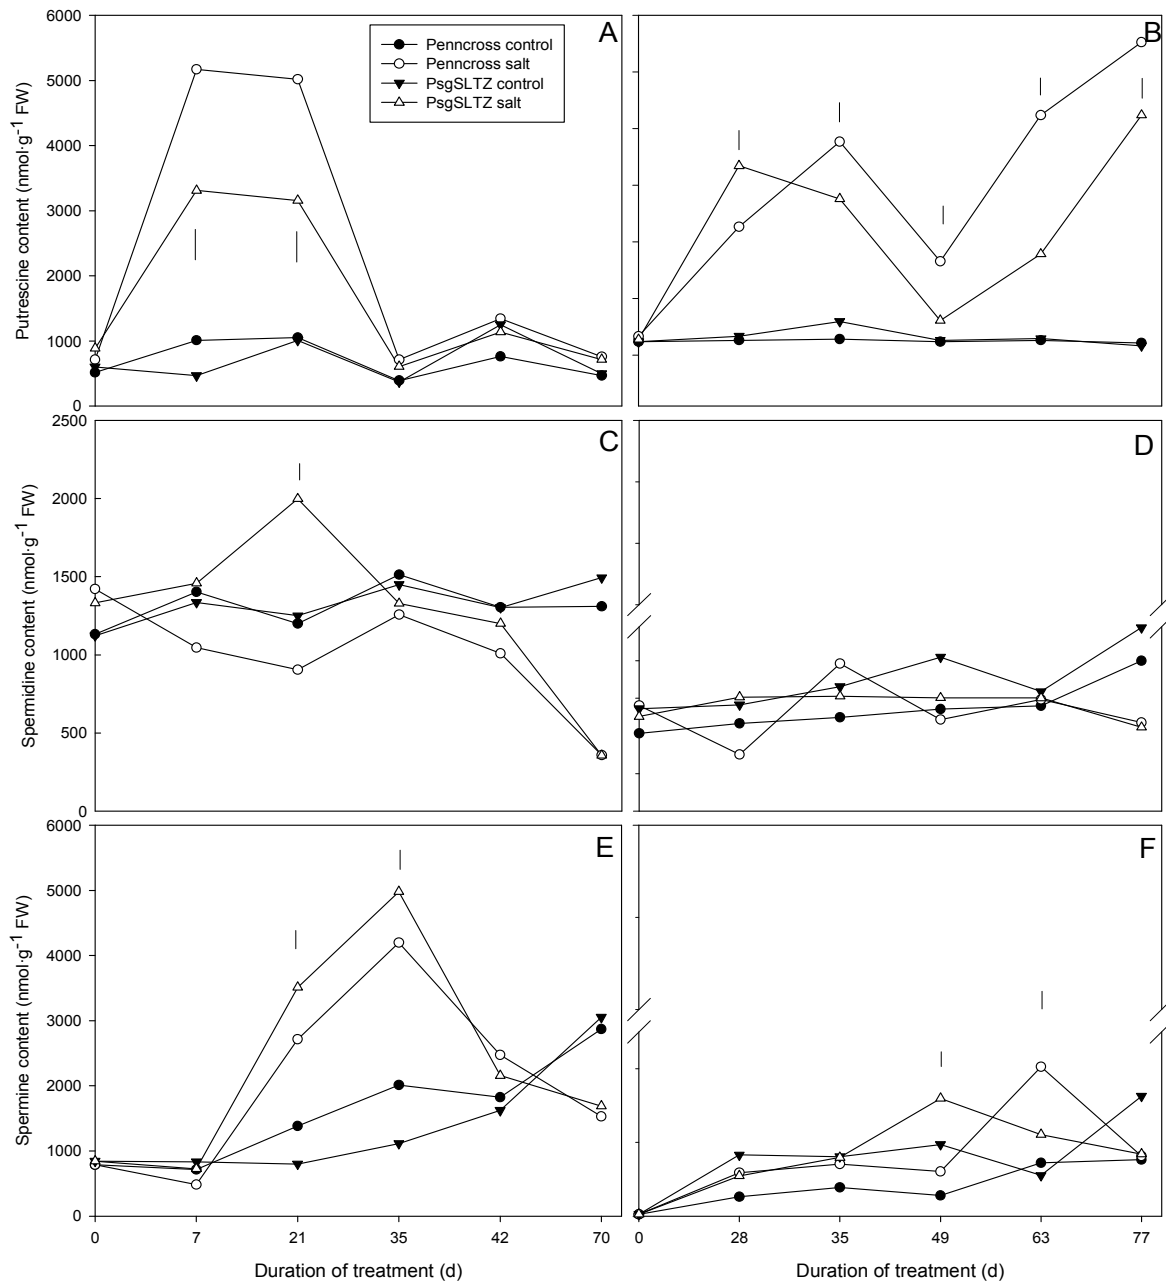 A
B
Penncross control
Penncross salt
PsgSLTZ control
PsgSLTZ salt
Putrescine content (nmol·g⁻¹ FW)
6000
5000
4000
3000
2000
1000
0
C
D
Spermidine content (nmol·g⁻¹ FW)
2500
2000
1500
1000
500
0
E
F
Spermine content (nmol·g⁻¹ FW)
6000
5000
4000
3000
2000
1000
0
0 7 21 35 42 70
0 28 35 49 63 77
Duration of treatment (d)
Duration of treatment (d)